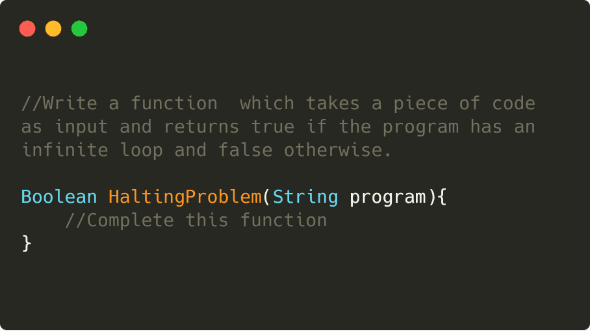 //Write a function  which takes a piece of code
as input and returns true if the program has an
infinite loop and false otherwise.
Boolean HaltingProblem(String program){
    //Complete this function
}